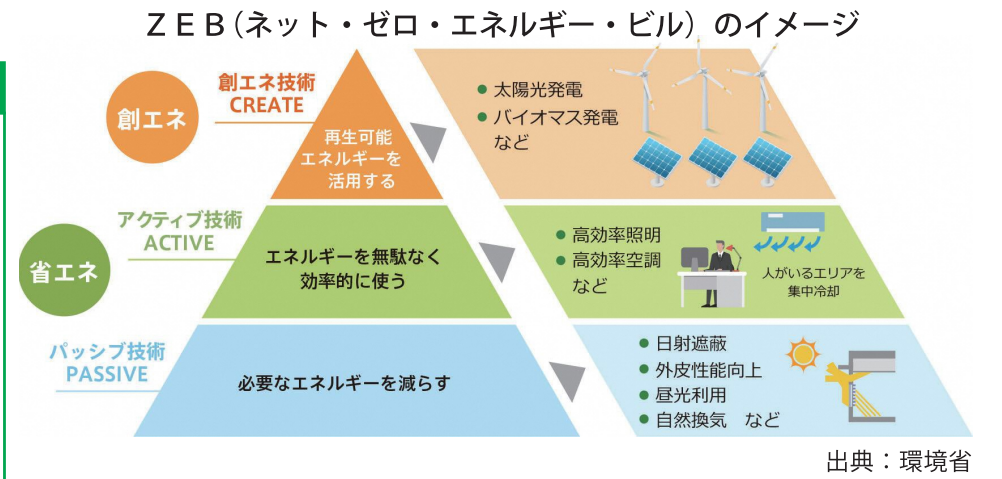 ＺＥＢ（ネット・ゼロ・エネルギー・ビル）のイメージ
創エネ
創エネ技術
CREATE
再生可能
エネルギーを
活用する
● 太陽光発電
● バイオマス発電
など
省エネ
アクティブ技術
ACTIVE
エネルギーを無駄なく
効率的に使う
● 高効率照明
● 高効率空調
など
人がいるエリアを
集中冷却
パッシブ技術
PASSIVE
必要なエネルギーを減らす
● 日射遮蔽
● 外皮性能向上
● 昼光利用
● 自然換気　など
出典：環境省